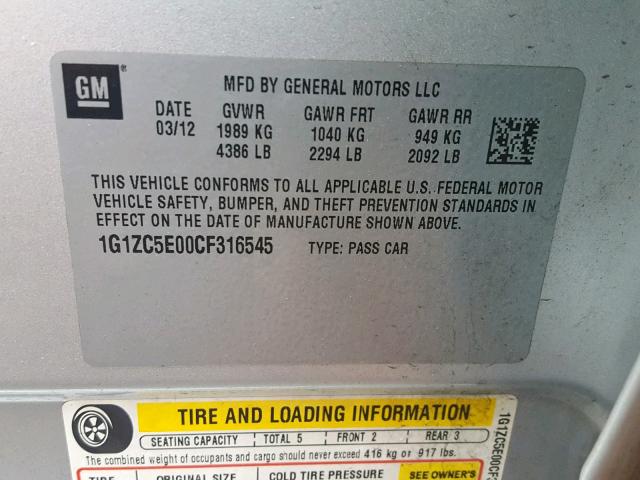 GM
MFD BY GENERAL MOTORS LLC
DATE GVWR GAWR FRT GAWR RR
03/12 1989 KG 1040 KG 949 KG
4386 LB 2294 LB 2092 LB
THIS VEHICLE CONFORMS TO ALL APPLICABLE U.S. FEDERAL MOTOR
VEHICLE SAFETY, BUMPER, AND THEFT PREVENTION STANDARDS IN
EFFECT ON THE DATE OF MANUFACTURE SHOWN ABOVE.
1G1ZC5E00CF316545 TYPE: PASS CAR
TIRE AND LOADING INFORMATION
SEATING CAPACITY TOTAL 5 FRONT 2 REAR 3
The combined weight of occupants and cargo should never exceed 416 kg or 917 lbs.
TIRE ORIGINAL SIZE COLD TIRE PRESSURE SEE OWNER'S